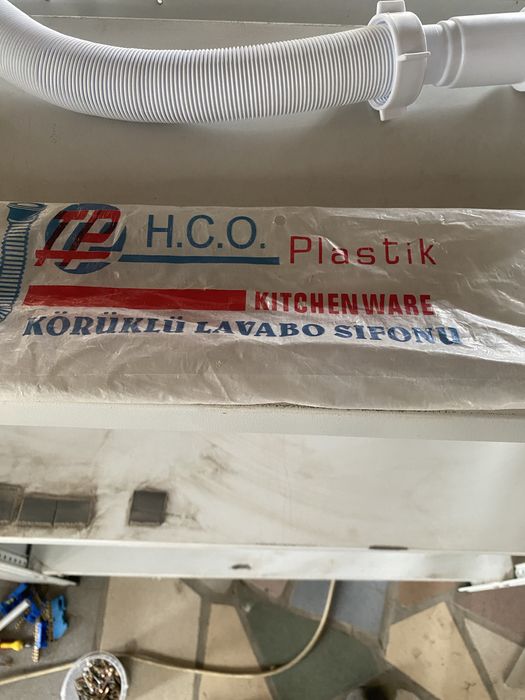 H.C.O. Plastik
KITCHENWARE
KÖRÜKLÜ LAVABO SİFONU